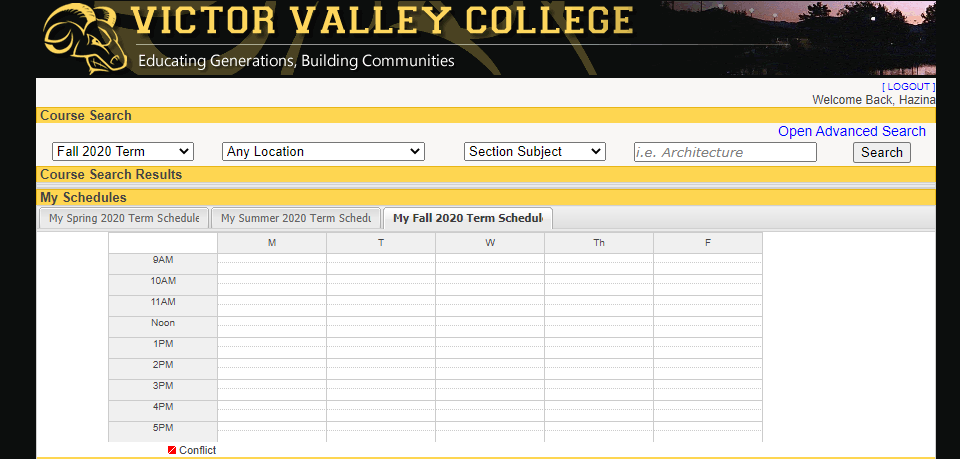 VICTOR VALLEY COLLEGE
Educating Generations, Building Communities
[ LOGOUT ]
Welcome Back, Hazina
Course Search
Open Advanced Search
Fall 2020 Term Any Location Section Subject i.e. Architecture Search
Course Search Results
My Schedules
My Spring 2020 Term Schedule My Summer 2020 Term Schedu My Fall 2020 Term Schedul
M T W Th F
9AM
10AM
11AM
Noon
1PM
2PM
3PM
4PM
5PM
Conflict